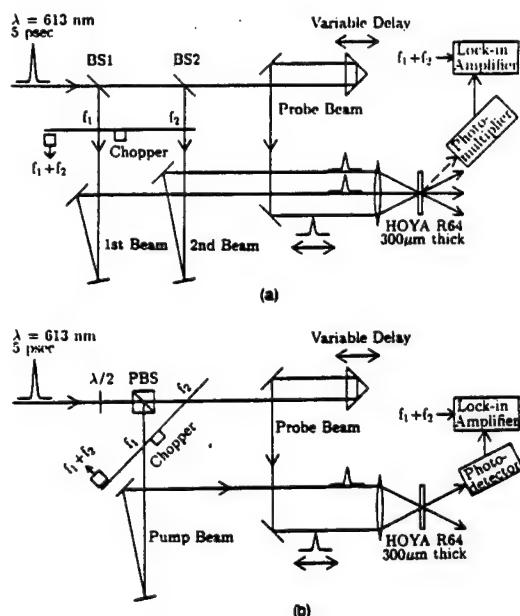 λ = 613 nm
5 psec
BS1
BS2
Variable Delay
f₁+f₂
Lock-in
Amplifier
Probe Beam
f₁
f₂
Chopper
f₁+f₂
Photo-
multiplier
1st Beam
2nd Beam
HOYA R64
300μm thick
(a)
λ = 613 nm
5 psec
λ/2
PBS
Variable Delay
f₂
f₁
Chopper
f₁+f₂
Probe Beam
f₁+f₂
Lock-in
Amplifier
Photo-
detector
Pump Beam
HOYA R64
300μm thick
(b)